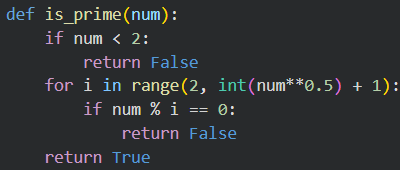 def is_prime(num):
    if num < 2:
        return False
    for i in range(2, int(num**0.5) + 1):
        if num % i == 0:
            return False
    return True